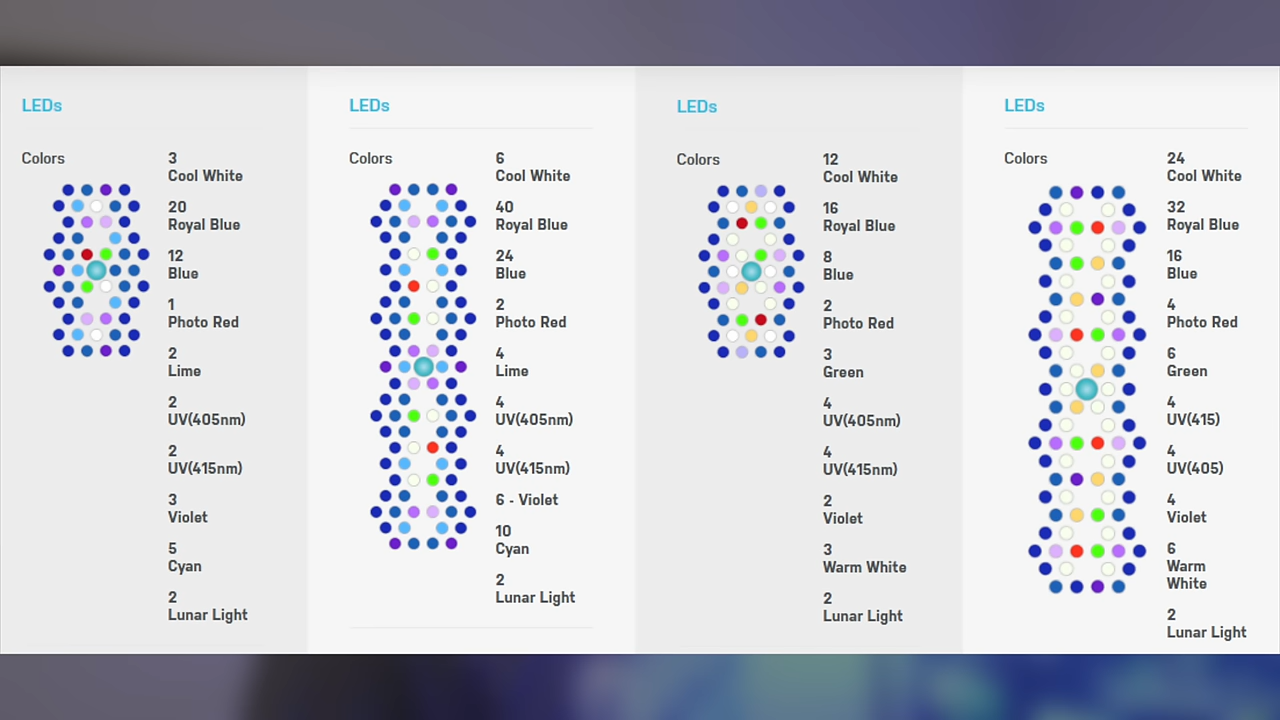 LEDs
Colors
3
Cool White
20
Royal Blue
12
Blue
1
Photo Red
2
Lime
2
UV(405nm)
2
UV(415nm)
3
Violet
5
Cyan
2
Lunar Light
LEDs
Colors
6
Cool White
40
Royal Blue
24
Blue
2
Photo Red
4
Lime
4
UV(405nm)
4
UV(415nm)
6 - Violet
10
Cyan
2
Lunar Light
LEDs
Colors
12
Cool White
16
Royal Blue
8
Blue
2
Photo Red
3
Green
4
UV(405nm)
4
UV(415nm)
2
Violet
3
Warm White
2
Lunar Light
LEDs
Colors
24
Cool White
32
Royal Blue
16
Blue
4
Photo Red
6
Green
4
UV(415)
4
UV(405)
4
Violet
6
Warm
White
2
Lunar Light